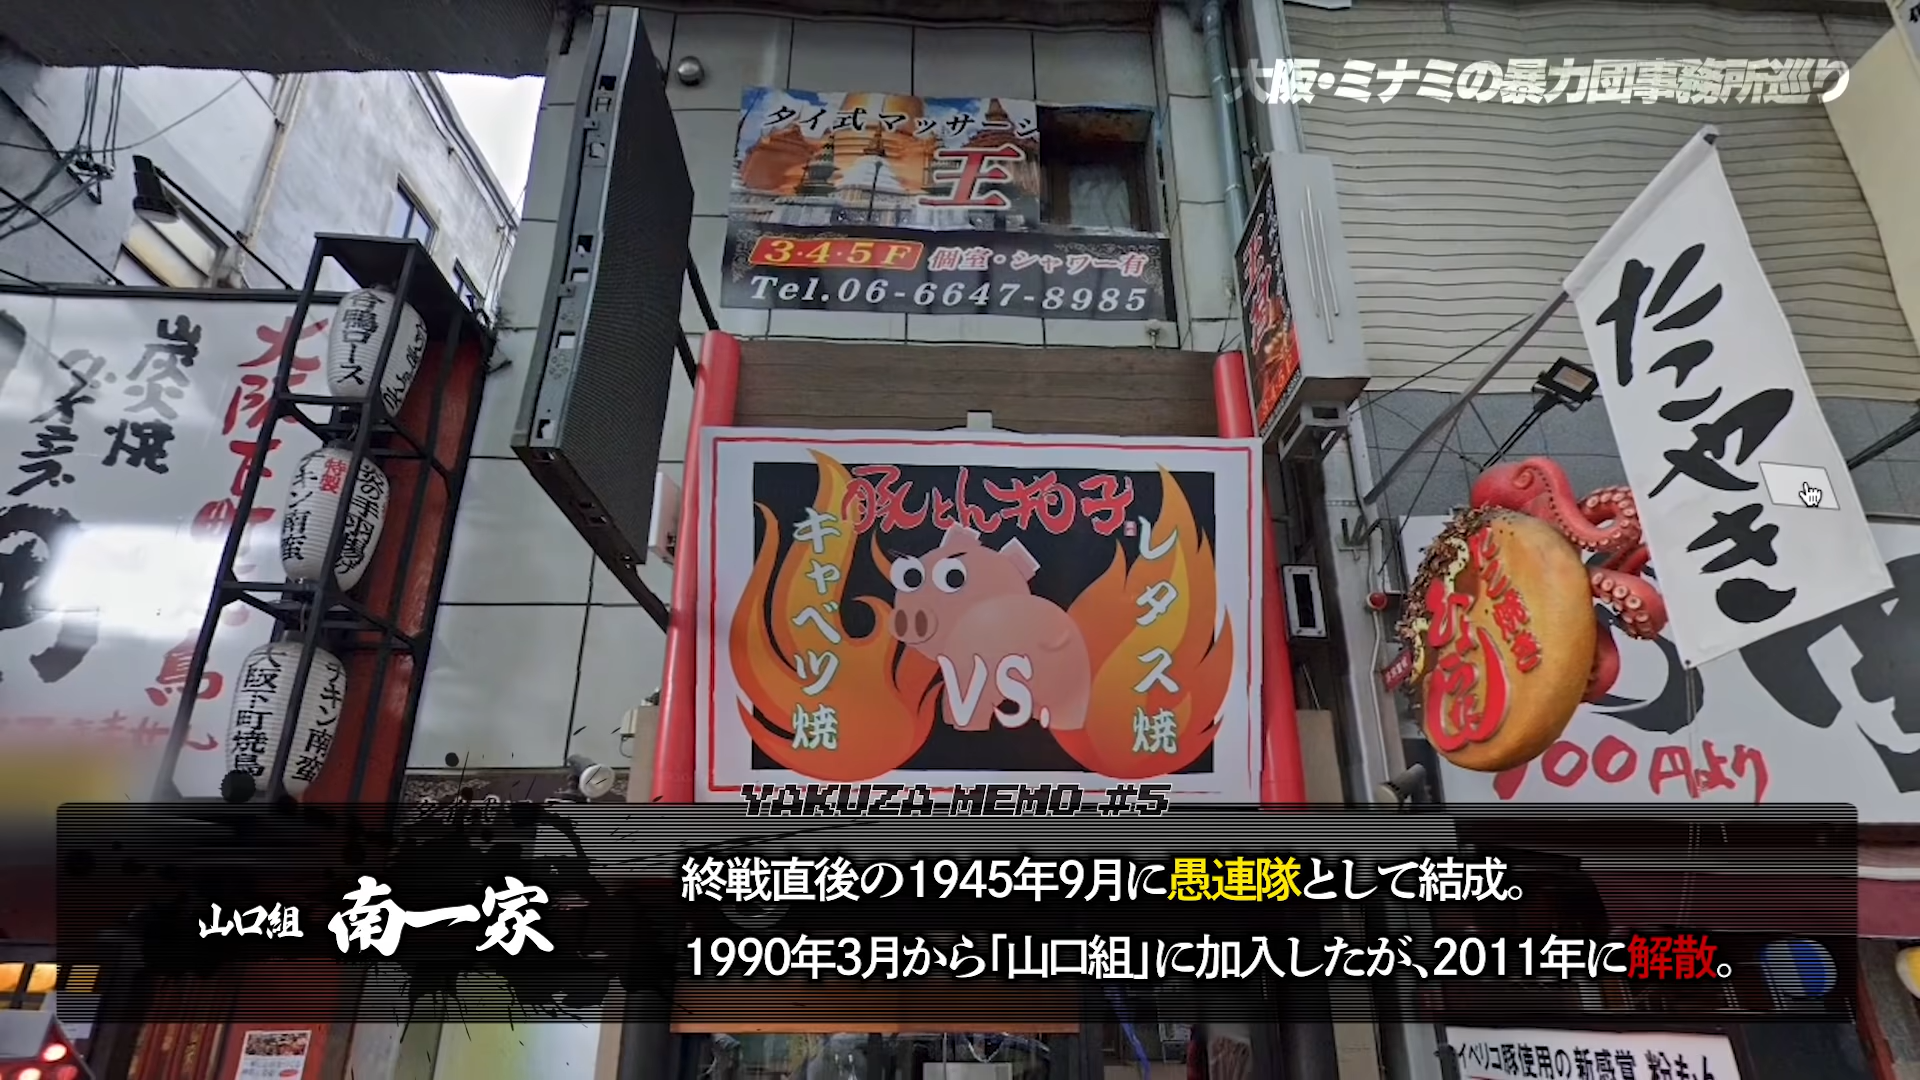 大阪・ミナミの暴力団事務所巡り
タイ式マッサージ
王
3・4・5F 個室・シャワー有
Tel.06-6647-8985
合鴨ロース
炭火焼
大阪下町
特製
チキン南蛮
大阪下町焼鳥
チキン南蛮
豚とん拍子
キャベツ焼
VS.
レタス焼
たこやき
100円より
YAKUZA MEMO #5
山口組 南一家
終戦直後の1945年9月に愚連隊として結成。
1990年3月から「山口組」に加入したが、2011年に解散。
イベリコ豚使用の新感覚 粉もん